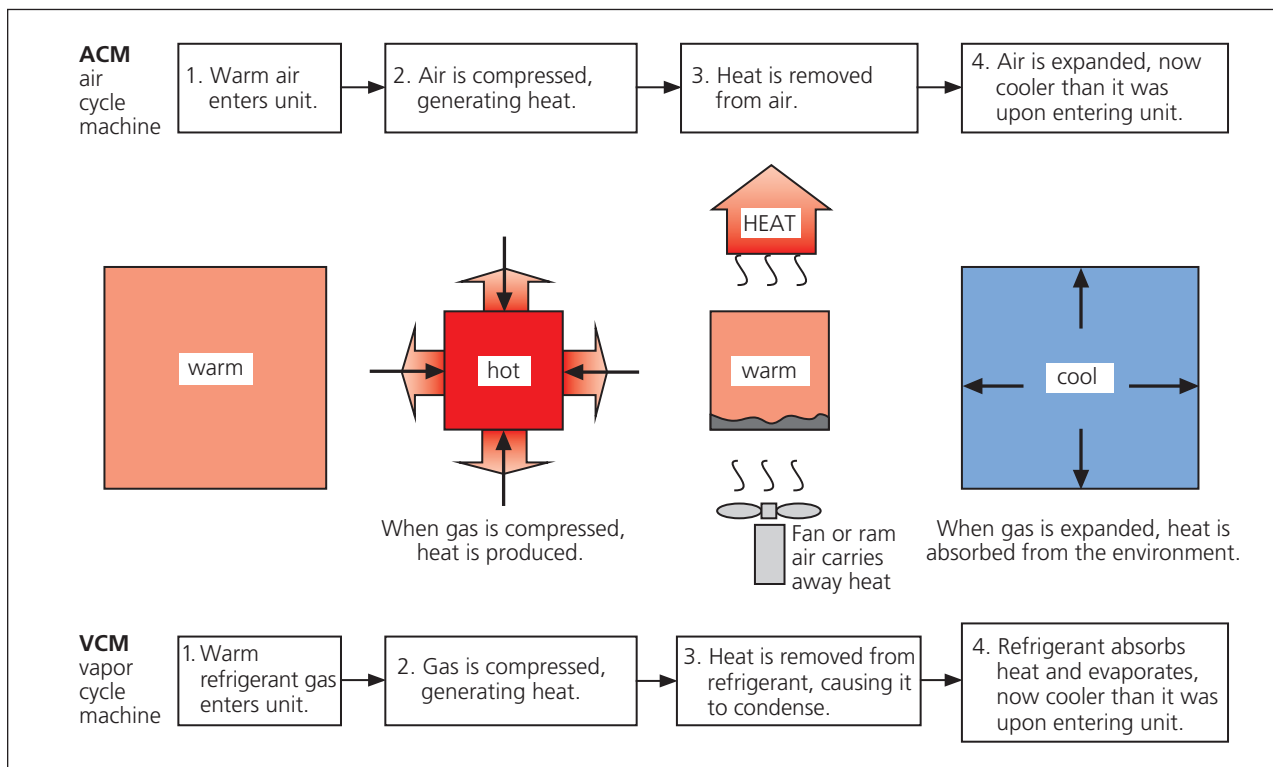 ACM
air
cycle
machine
1. Warm air
enters unit.
2. Air is compressed,
generating heat.
3. Heat is removed
from air.
4. Air is expanded, now
cooler than it was
upon entering unit.
HEAT
warm
hot
warm
cool
When gas is compressed,
heat is produced.
Fan or ram
air carries
away heat
When gas is expanded, heat is
absorbed from the environment.
VCM
vapor
cycle
machine
1. Warm
refrigerant gas
enters unit.
2. Gas is compressed,
generating heat.
3. Heat is removed from
refrigerant, causing it
to condense.
4. Refrigerant absorbs
heat and evaporates,
now cooler than it was
upon entering unit.